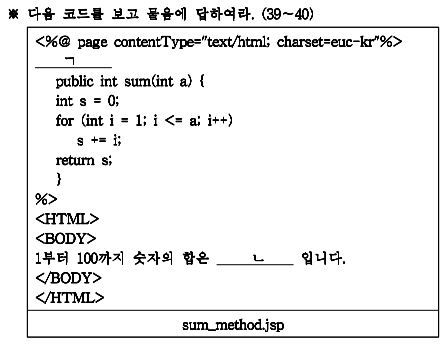 ※ 다음 코드를 보고 물음에 답하여라. (39~40)
<%@ page contentType="text/html; charset=euc-kr"%>
ㄱ
public int sum(int a) {
int s = 0;
for (int i = 1; i <= a; i++)
s += i;
return s;
}
%>
<HTML>
<BODY>
1부터 100까지 숫자의 합은 ㄴ 입니다.
</BODY>
</HTML>
sum_method.jsp